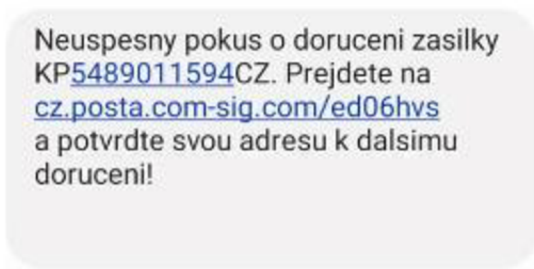 Neuspesny pokus o doruceni zasilky
KP5489011594CZ. Prejdete na
cz.posta.com-sig.com/ed06hvs
a potvrdte svou adresu k dalsimu
doruceni!